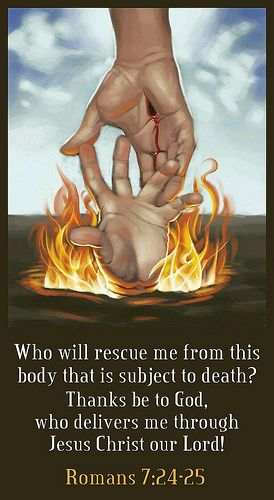 Who will rescue me from this
body that is subject to death?
Thanks be to God,
who delivers me through
Jesus Christ our Lord!
Romans 7:24-25